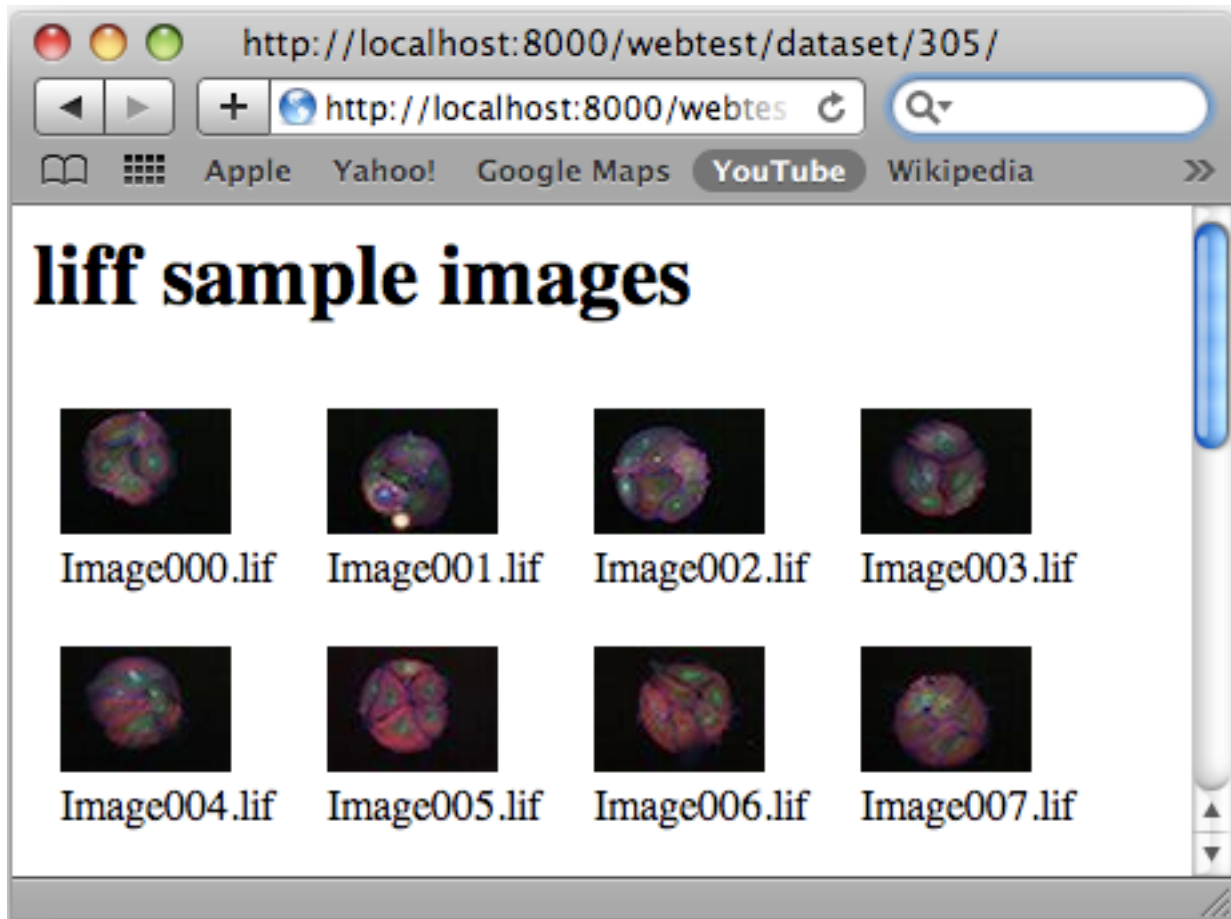 http://localhost:8000/webtest/dataset/305/
http://localhost:8000/webtes
Apple Yahoo! Google Maps YouTube Wikipedia
liff sample images
Image000.lif Image001.lif Image002.lif Image003.lif
Image004.lif Image005.lif Image006.lif Image007.lif